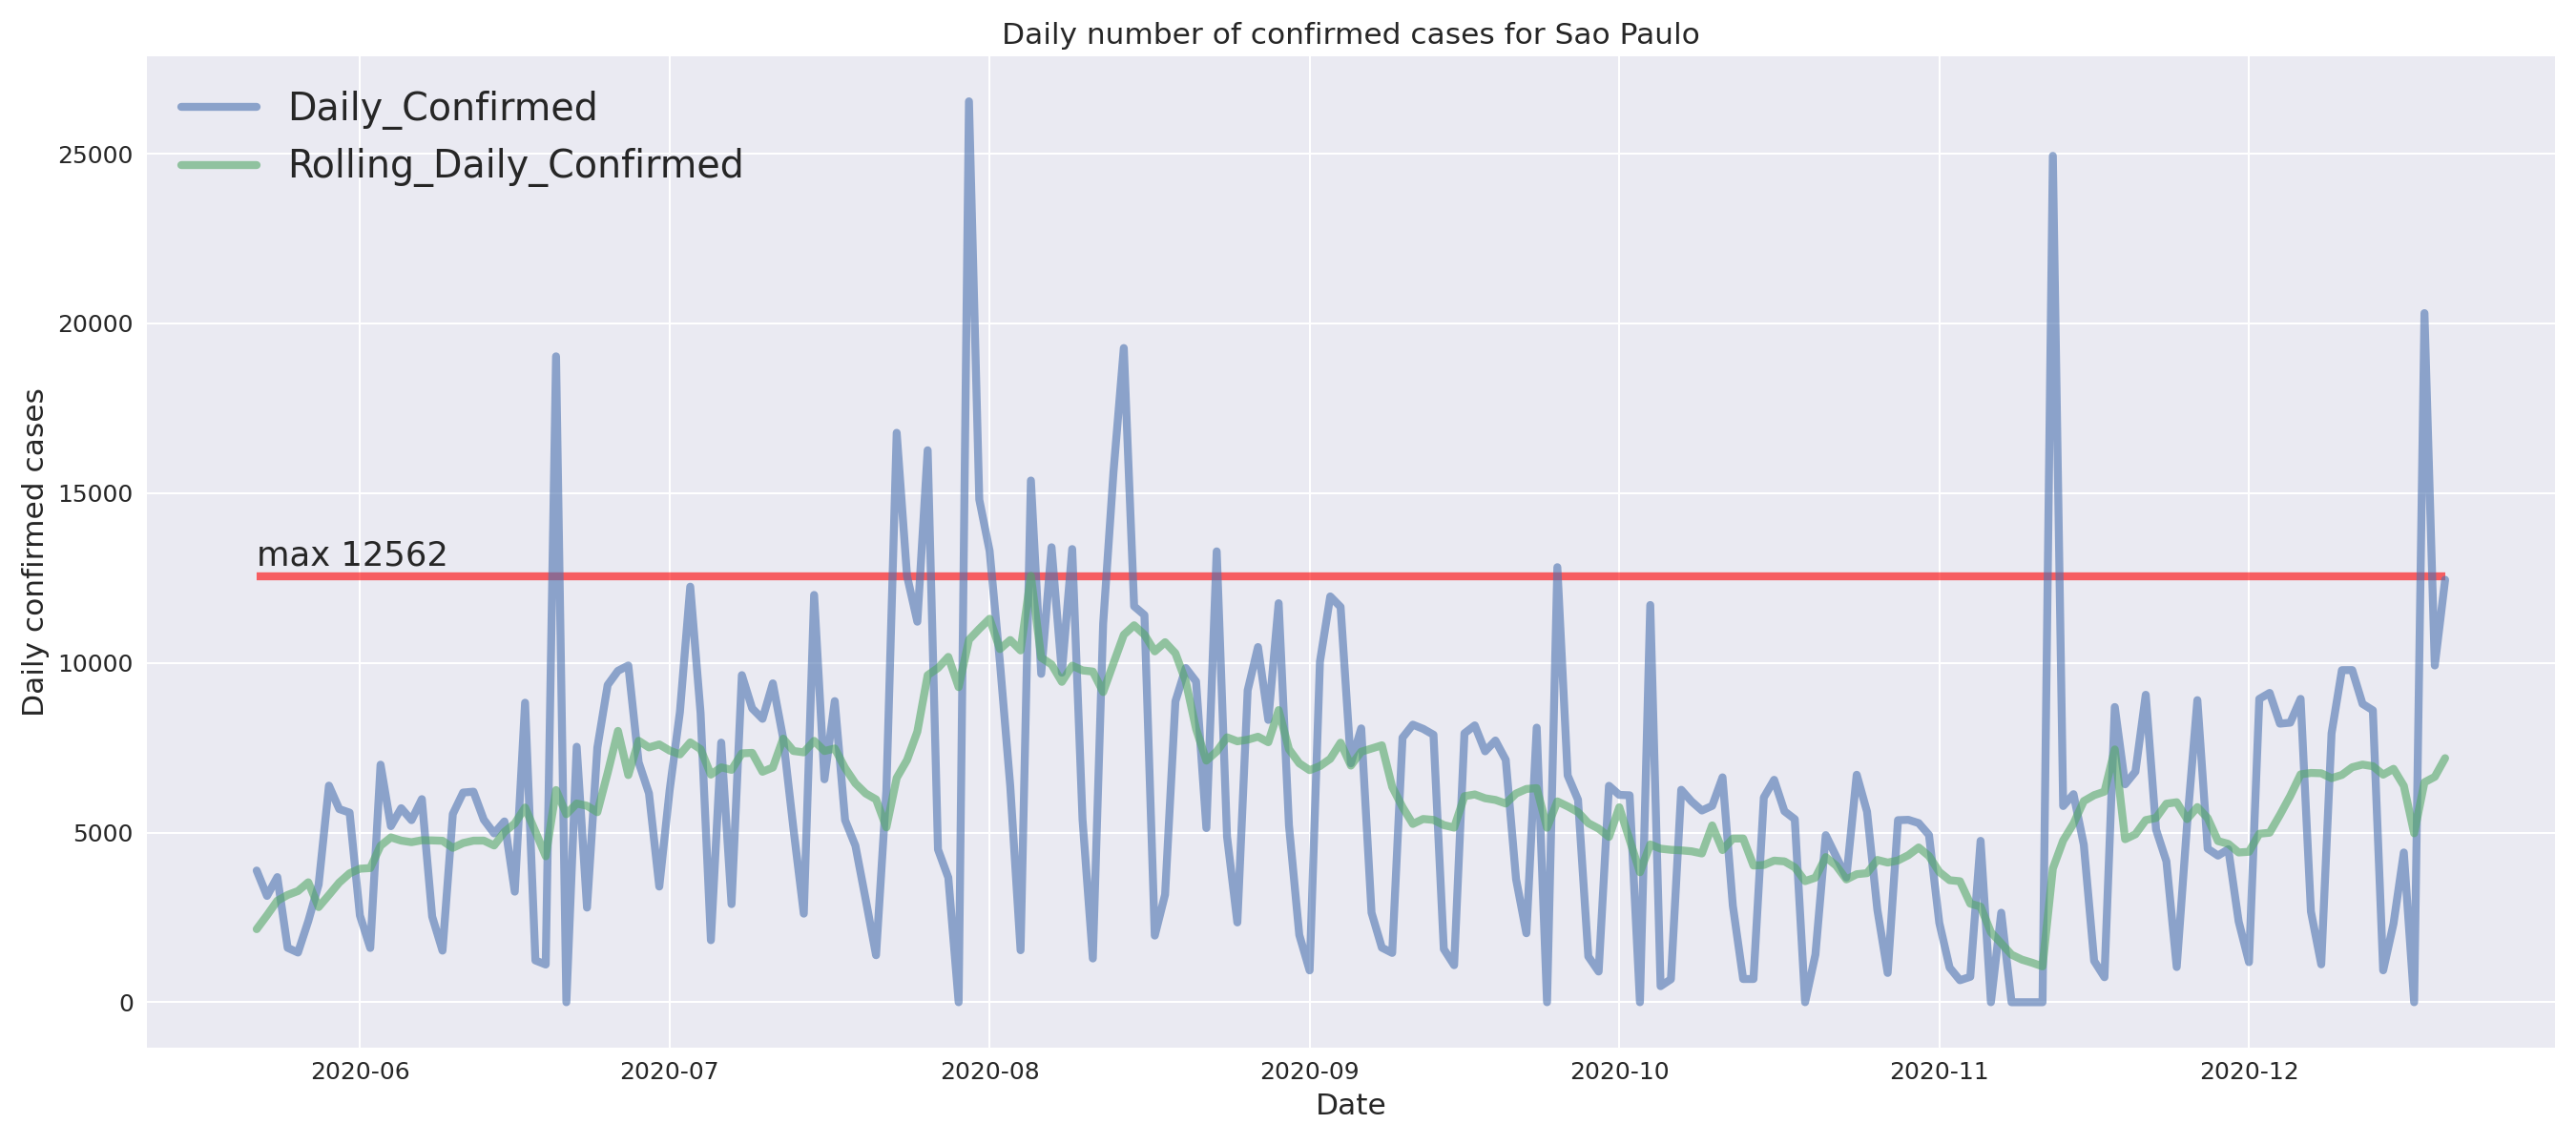 Daily number of confirmed cases for Sao Paulo
Daily_Confirmed
Rolling_Daily_Confirmed
25000
20000
15000
10000
5000
0
max 12562
Daily confirmed cases
2020-06
2020-07
2020-08
2020-09
2020-10
2020-11
2020-12
Date